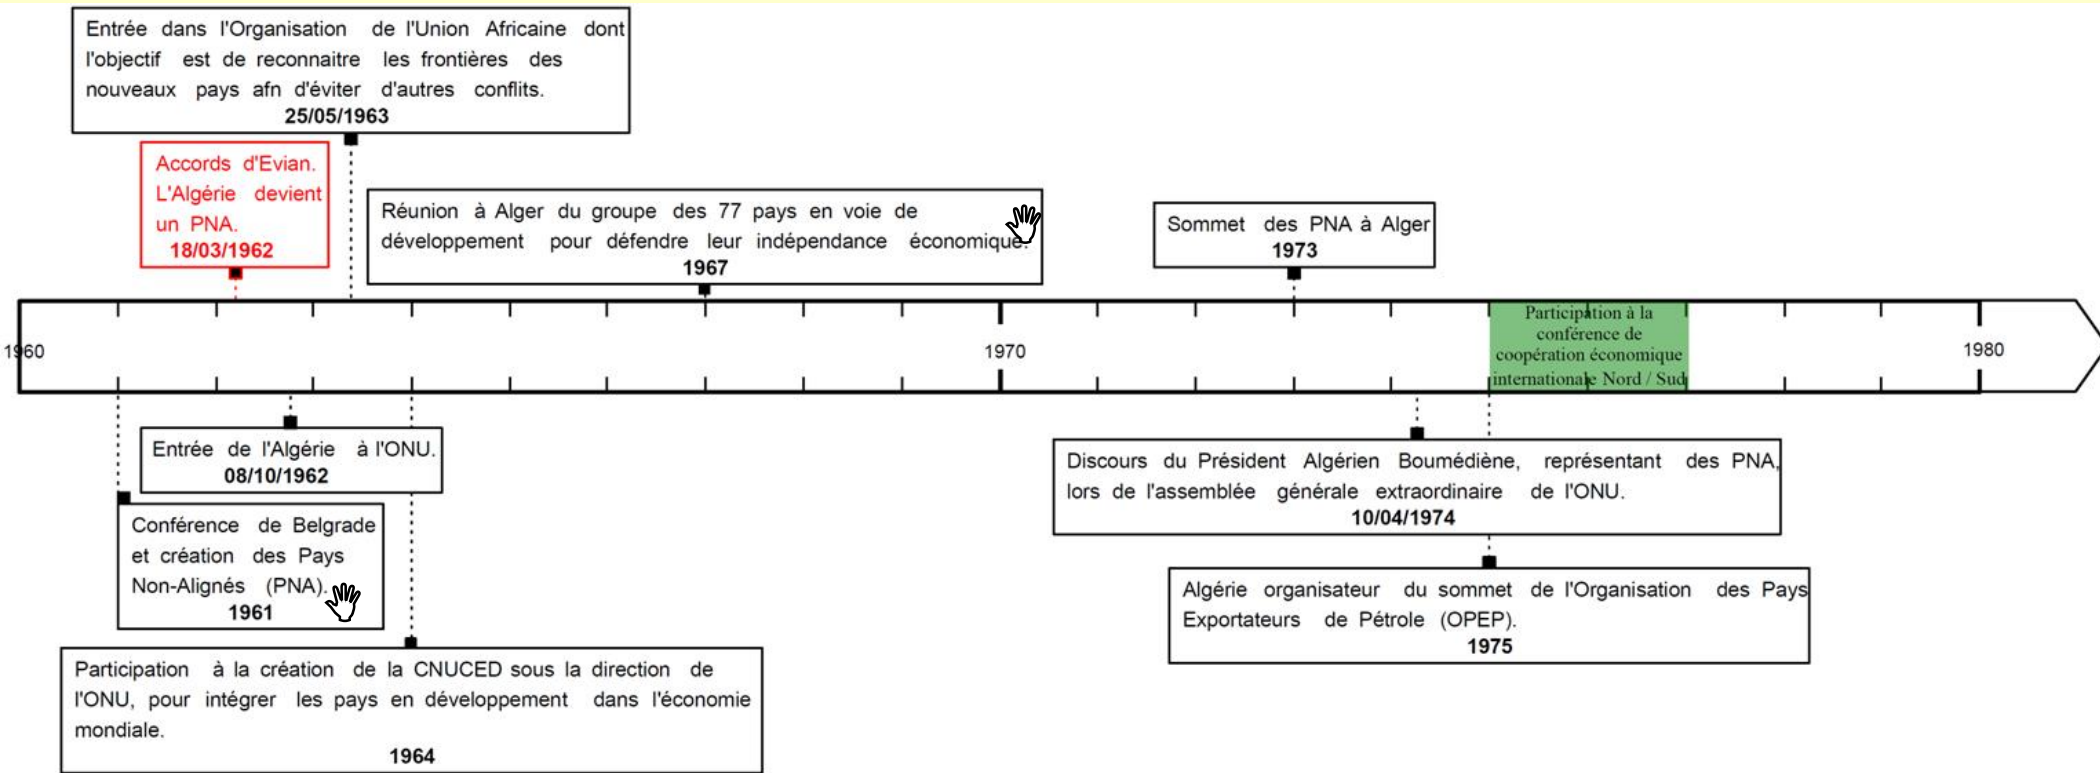 Entrée dans l'Organisation de l'Union Africaine dont
l'objectif est de reconnaitre les frontières des
nouveaux pays afn d'éviter d'autres conflits.
25/05/1963
Accords d'Evian.
L'Algérie devient
un PNA.
18/03/1962
Réunion à Alger du groupe des 77 pays en voie de
développement pour défendre leur indépendance économique.
1967
Sommet des PNA à Alger
1973
1960
1970
Participation à la
conférence de
coopération économique
internationale Nord / Sud
1980
Entrée de l'Algérie à l'ONU.
08/10/1962
Conférence de Belgrade
et création des Pays
Non-Alignés (PNA).
1961
Participation à la création de la CNUCED sous la direction de
l'ONU, pour intégrer les pays en développement dans l'économie
mondiale.
1964
Discours du Président Algérien Boumédiène, représentant des PNA,
lors de l'assemblée générale extraordinaire de l'ONU.
10/04/1974
Algérie organisateur du sommet de l'Organisation des Pays
Exportateurs de Pétrole (OPEP).
1975